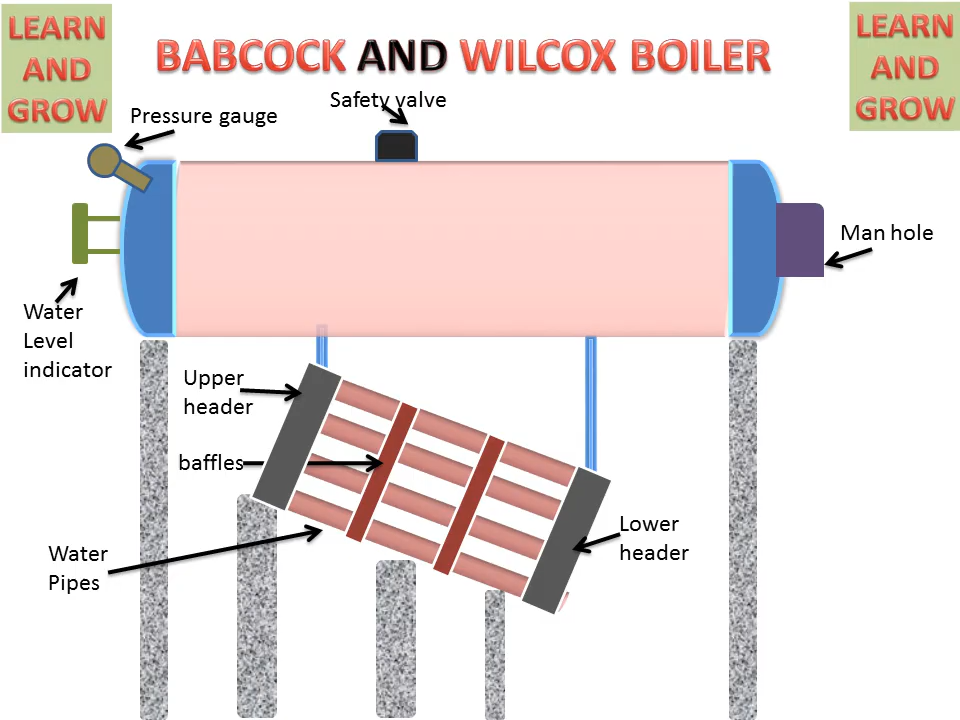 LEARN
AND
GROW
BABCOCK AND WILCOX BOILER
LEARN
AND
GROW
Safety valve
Pressure gauge
Man hole
Water
Level
indicator
Upper
header
baffles
Lower
header
Water
Pipes